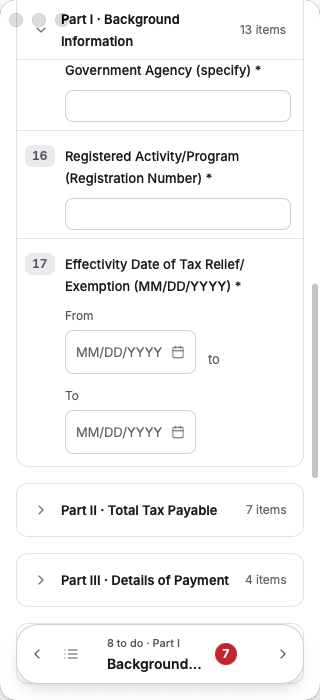 Part I · Background
Information
13 items
Government Agency (specify) *
16
Registered Activity/Program
(Registration Number) *
17
Effectivity Date of Tax Relief/
Exemption (MM/DD/YYYY) *
From
MM/DD/YYYY
to
To
MM/DD/YYYY
Part II · Total Tax Payable
7 items
Part III · Details of Payment
4 items
8 to do · Part I
Background...
7